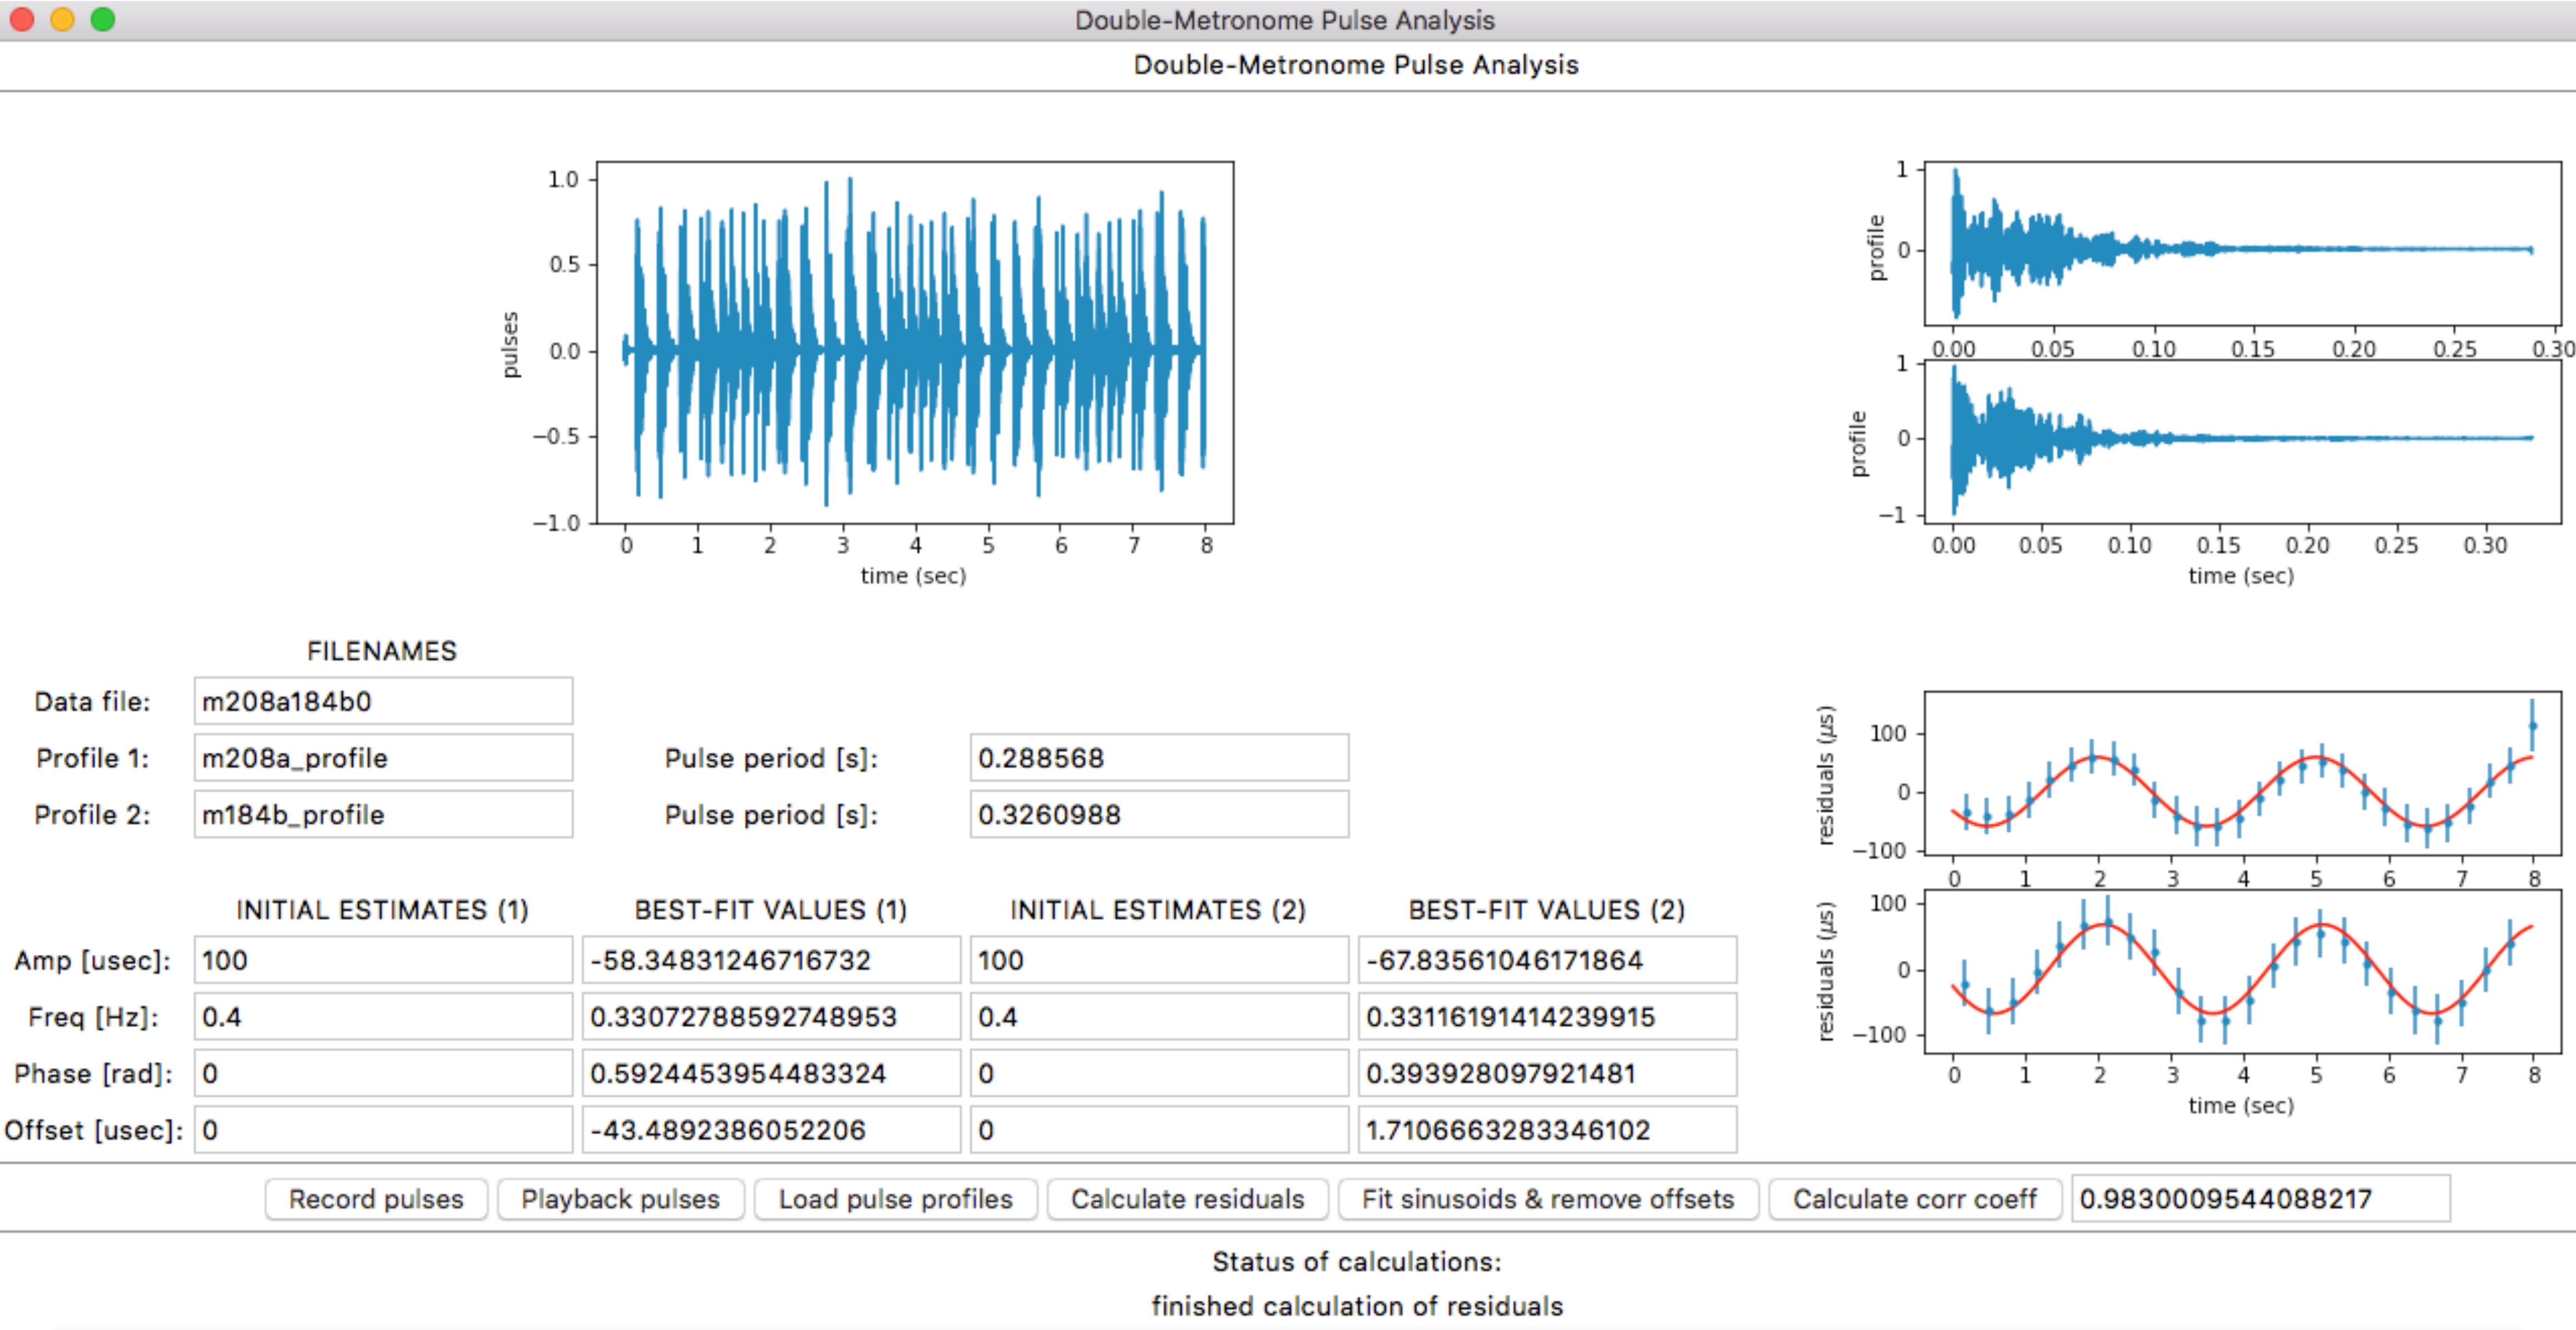 Double-Metronome Pulse Analysis
Double-Metronome Pulse Analysis
1.0
0.5
0.0
−0.5
−1.0
pulses
0 1 2 3 4 5 6 7 8
time (sec)
1
0
profile
0.00 0.05 0.10 0.15 0.20 0.25 0.30
1
0
−1
profile
0.00 0.05 0.10 0.15 0.20 0.25 0.30
time (sec)
FILENAMES
Data file: m208a184b0
Profile 1: m208a_profile Pulse period [s]: 0.288568
Profile 2: m184b_profile Pulse period [s]: 0.3260988
100
0
−100
residuals (μs)
0 1 2 3 4 5 6 7 8
100
0
−100
residuals (μs)
0 1 2 3 4 5 6 7 8
time (sec)
INITIAL ESTIMATES (1) BEST-FIT VALUES (1) INITIAL ESTIMATES (2) BEST-FIT VALUES (2)
Amp [usec]: 100 -58.34831246716732 100 -67.83561046171864
Freq [Hz]: 0.4 0.33072788592748953 0.4 0.33116191414239915
Phase [rad]: 0 0.5924453954483324 0 0.393928097921481
Offset [usec]: 0 -43.4892386052206 0 1.7106663283346102
Record pulses Playback pulses Load pulse profiles Calculate residuals Fit sinusoids & remove offsets Calculate corr coeff 0.9830009544088217
Status of calculations:
finished calculation of residuals